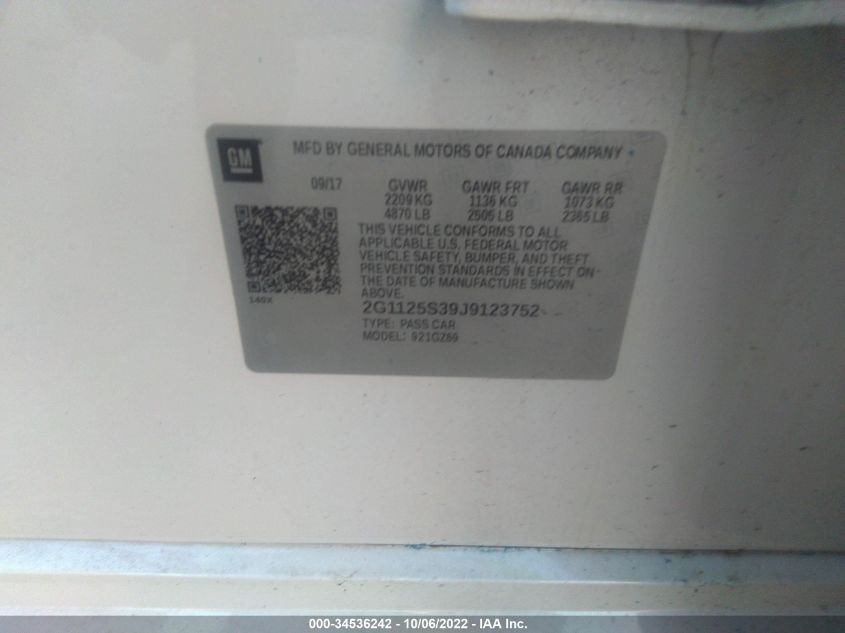 GM
MFD BY GENERAL MOTORS OF CANADA COMPANY
09/17 GVWR GAWR FRT GAWR RR
2209 KG 1136 KG 1073 KG
4870 LB 2505 LB 2365 LB
THIS VEHICLE CONFORMS TO ALL
APPLICABLE U.S. FEDERAL MOTOR
VEHICLE SAFETY, BUMPER, AND THEFT
PREVENTION STANDARDS IN EFFECT ON
THE DATE OF MANUFACTURE SHOWN
ABOVE.
140X
2G1125S39J9123752
TYPE: PASS CAR
MODEL: 921GZ69
000-34536242 - 10/06/2022 - IAA Inc.